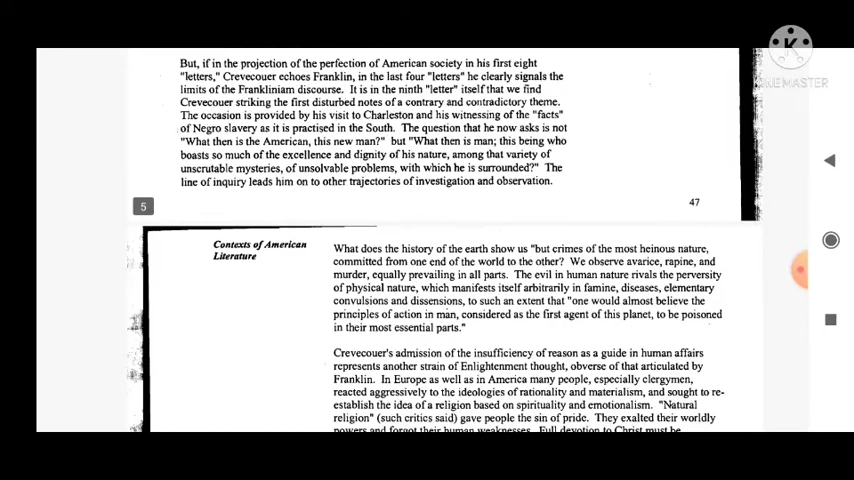 But, if in the projection of the perfection of American society in his first eight
"letters," Crevecouer echoes Franklin, in the last four "letters" he clearly signals the
limits of the Frankliniam discourse. It is in the ninth "letter" itself that we find
Crevecouer striking the first disturbed notes of a contrary and contradictory theme.
The occasion is provided by his visit to Charleston and his witnessing of the "facts"
of Negro slavery as it is practised in the South. The question that he now asks is not
"What then is the American, this new man?" but "What then is man; this being who
boasts so much of the excellence and dignity of his nature, among that variety of
unscrutable mysteries, of unsolvable problems, with which he is surrounded?" The
line of inquiry leads him on to other trajectories of investigation and observation.
47
5
Contexts of American
Literature
What does the history of the earth show us "but crimes of the most heinous nature,
committed from one end of the world to the other? We observe avarice, rapine, and
murder, equally prevailing in all parts. The evil in human nature rivals the perversity
of physical nature, which manifests itself arbitrarily in famine, diseases, elementary
convulsions and dissensions, to such an extent that "one would almost believe the
principles of action in man, considered as the first agent of this planet, to be poisoned
in their most essential parts."
Crevecouer's admission of the insufficiency of reason as a guide in human affairs
represents another strain of Enlightenment thought, obverse of that articulated by
Franklin. In Europe as well as in America many people, especially clergymen,
reacted aggressively to the ideologies of rationality and materialism, and sought to re-
establish the idea of a religion based on spirituality and emotionalism. "Natural
religion" (such critics said) gave people the sin of pride. They exalted their worldly
powers and forgot their human weaknesses. Full devotion to Christ must be
K
KINEMASTER